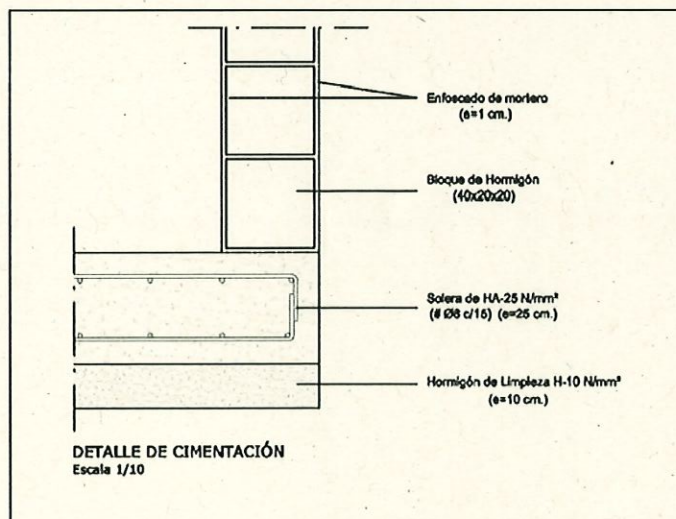 Enfoscado de mortero
(e=1 cm.)
Bloque de Hormigón
(40x20x20)
Solera de HA-25 N/mm²
(# Ø8 c/15) (e=25 cm.)
Hormigón de Limpieza H-10 N/mm²
(e=10 cm.)
DETALLE DE CIMENTACIÓN
Escala 1/10